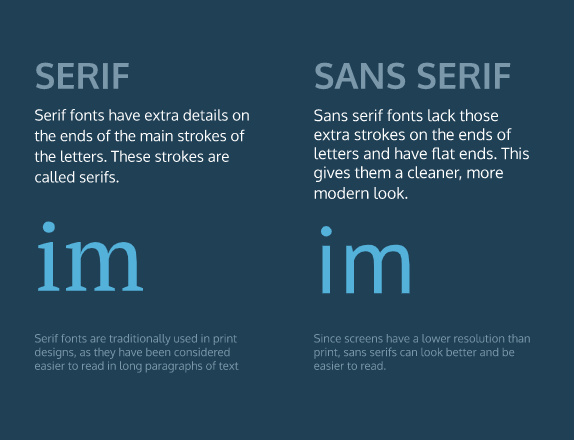 SERIF
Serif fonts have extra details on
the ends of the main strokes of
the letters. These strokes are
called serifs.
im
Serif fonts are traditionally used in print
designs, as they have been considered
easier to read in long paragraphs of text
SANS SERIF
Sans serif fonts lack those
extra strokes on the ends of
letters and have flat ends. This
gives them a cleaner, more
modern look.
im
Since screens have a lower resolution than
print, sans serifs can look better and be
easier to read.